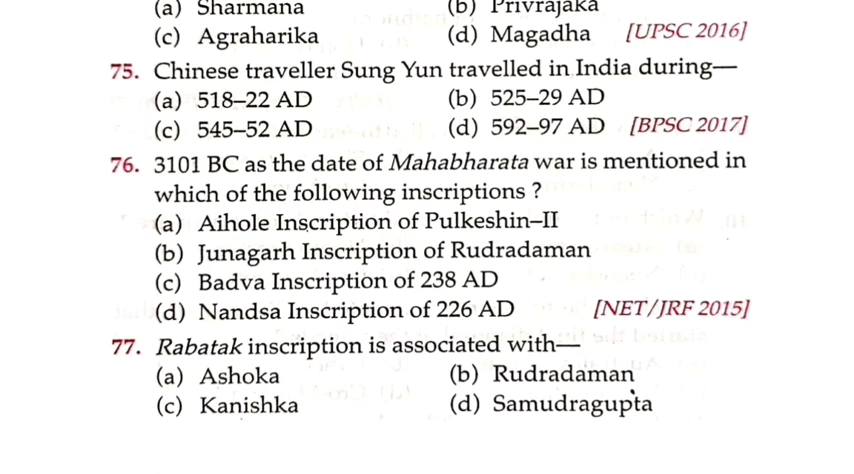 (a) Sharmana (b) Privrajaka
(c) Agraharika (d) Magadha [UPSC 2016]
75. Chinese traveller Sung Yun travelled in India during—
(a) 518–22 AD (b) 525–29 AD
(c) 545–52 AD (d) 592–97 AD [BPSC 2017]
76. 3101 BC as the date of Mahabharata war is mentioned in
which of the following inscriptions ?
(a) Aihole Inscription of Pulkeshin–II
(b) Junagarh Inscription of Rudradaman
(c) Badva Inscription of 238 AD
(d) Nandsa Inscription of 226 AD [NET/JRF 2015]
77. Rabatak inscription is associated with—
(a) Ashoka (b) Rudradaman
(c) Kanishka (d) Samudragupta